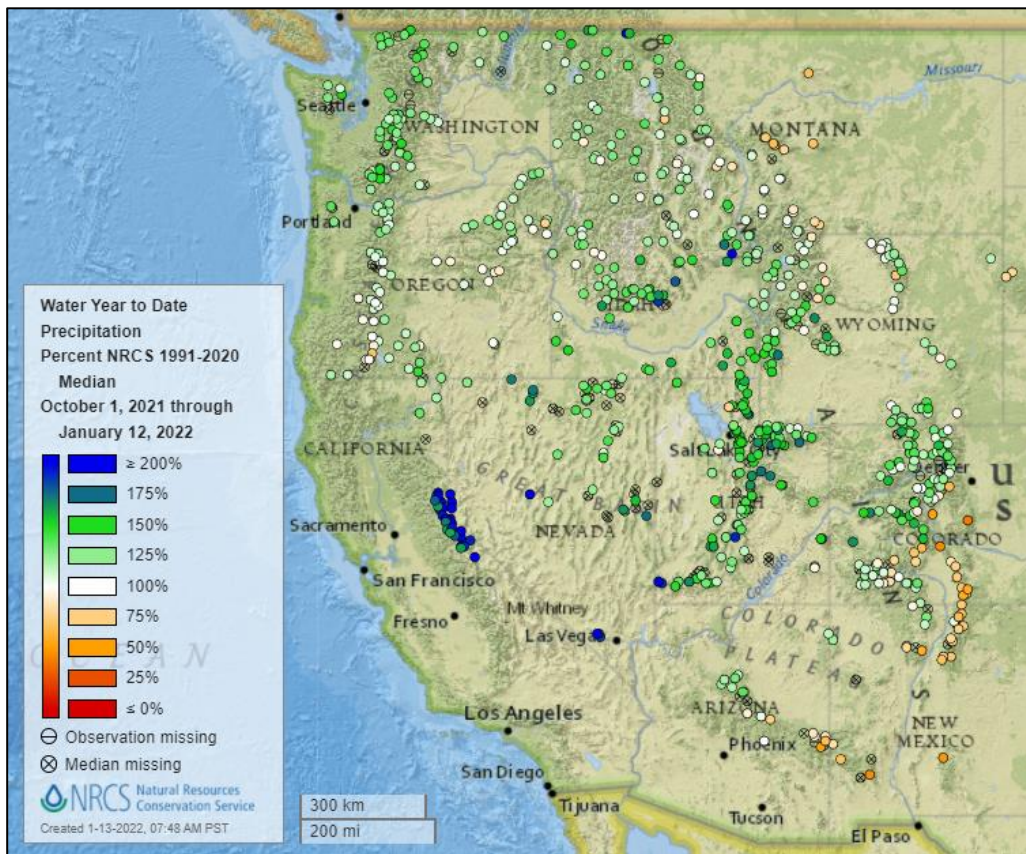 Seattle
WASHINGTON
Missouri
MONTANA
Portland
OREGON
Snake
WYOMING
Water Year to Date
Precipitation
Percent NRCS 1991-2020
Median
October 1, 2021 through
January 12, 2022
≥ 200%
175%
150%
125%
100%
75%
50%
25%
≤ 0%
Observation missing
Median missing
NRCS Natural Resources
Conservation Service
Created 1-13-2022, 07:48 AM PST
CALIFORNIA
Salt Lake City
GREAT BASIN
NEVADA
UTAH
Denver
US
COLORADO
Sacramento
San Francisco
Colorado
Mt Whitney
Fresno
Las Vegas
COLORADO
PLATEAU
OCEAN
ARIZONA
NEW
MEXICO
Los Angeles
Phoenix
San Diego
Tijuana
Tucson
El Paso
300 km
200 mi